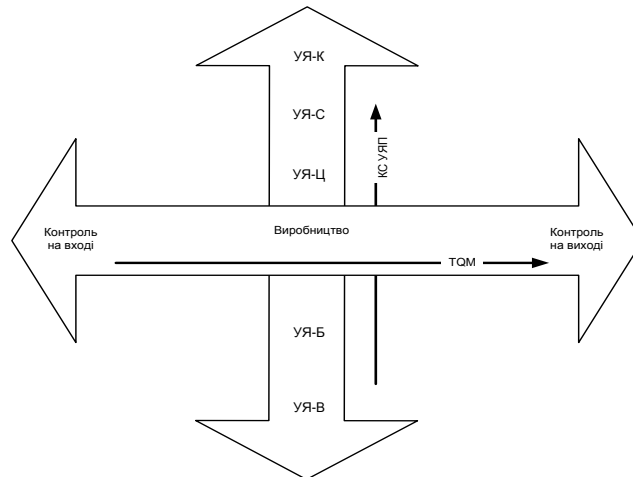 УЯ-К
УЯ-С
КС УЯП
УЯ-Ц
Контроль
на вході
Виробництво
Контроль
на виході
TQM
УЯ-Б
УЯ-В